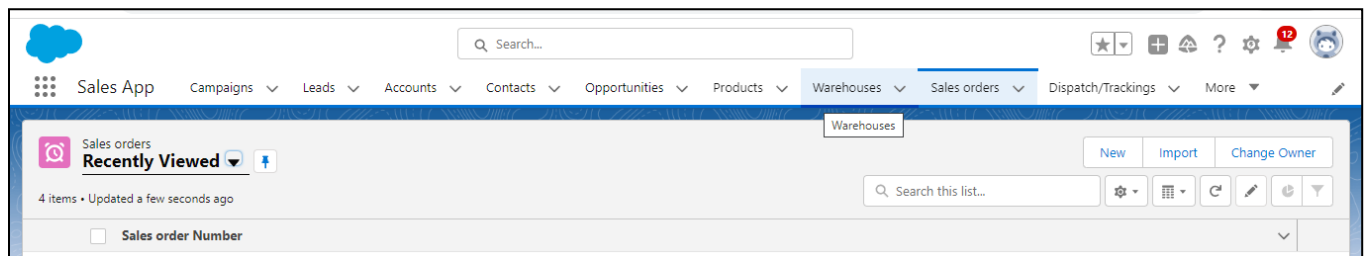 Search...
12
Sales App Campaigns Leads Accounts Contacts Opportunities Products Warehouses Sales orders Dispatch/Trackings More
Warehouses
Sales orders
Recently Viewed
New Import Change Owner
4 items • Updated a few seconds ago
Search this list...
Sales order Number